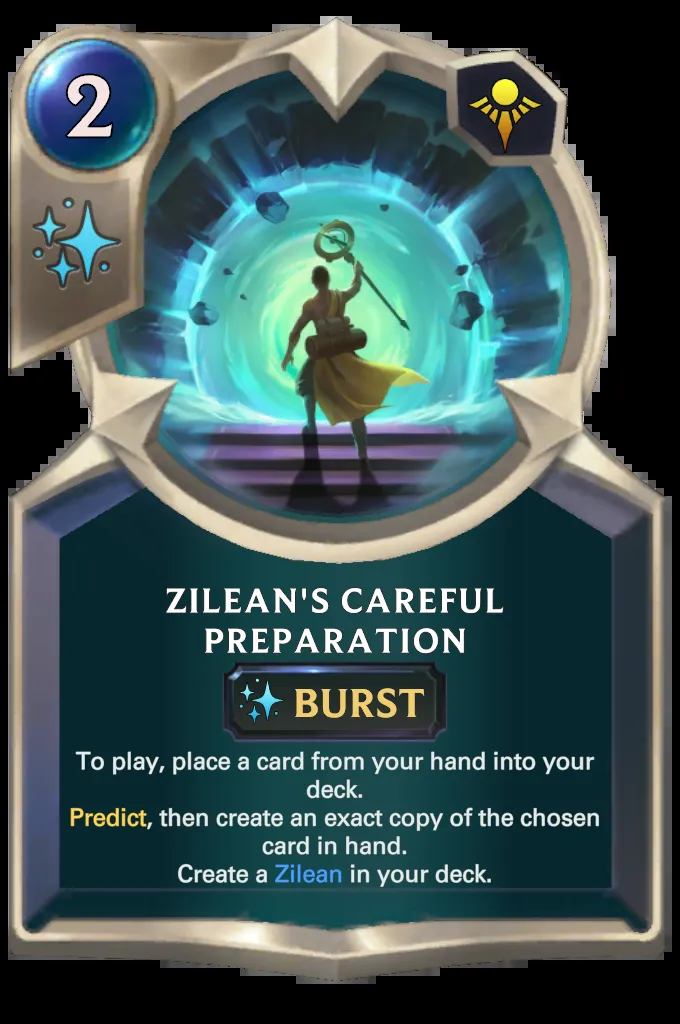 2
ZILEAN'S CAREFUL
PREPARATION
BURST
To play, place a card from your hand into your
deck.
Predict, then create an exact copy of the chosen
card in hand.
Create a Zilean in your deck.